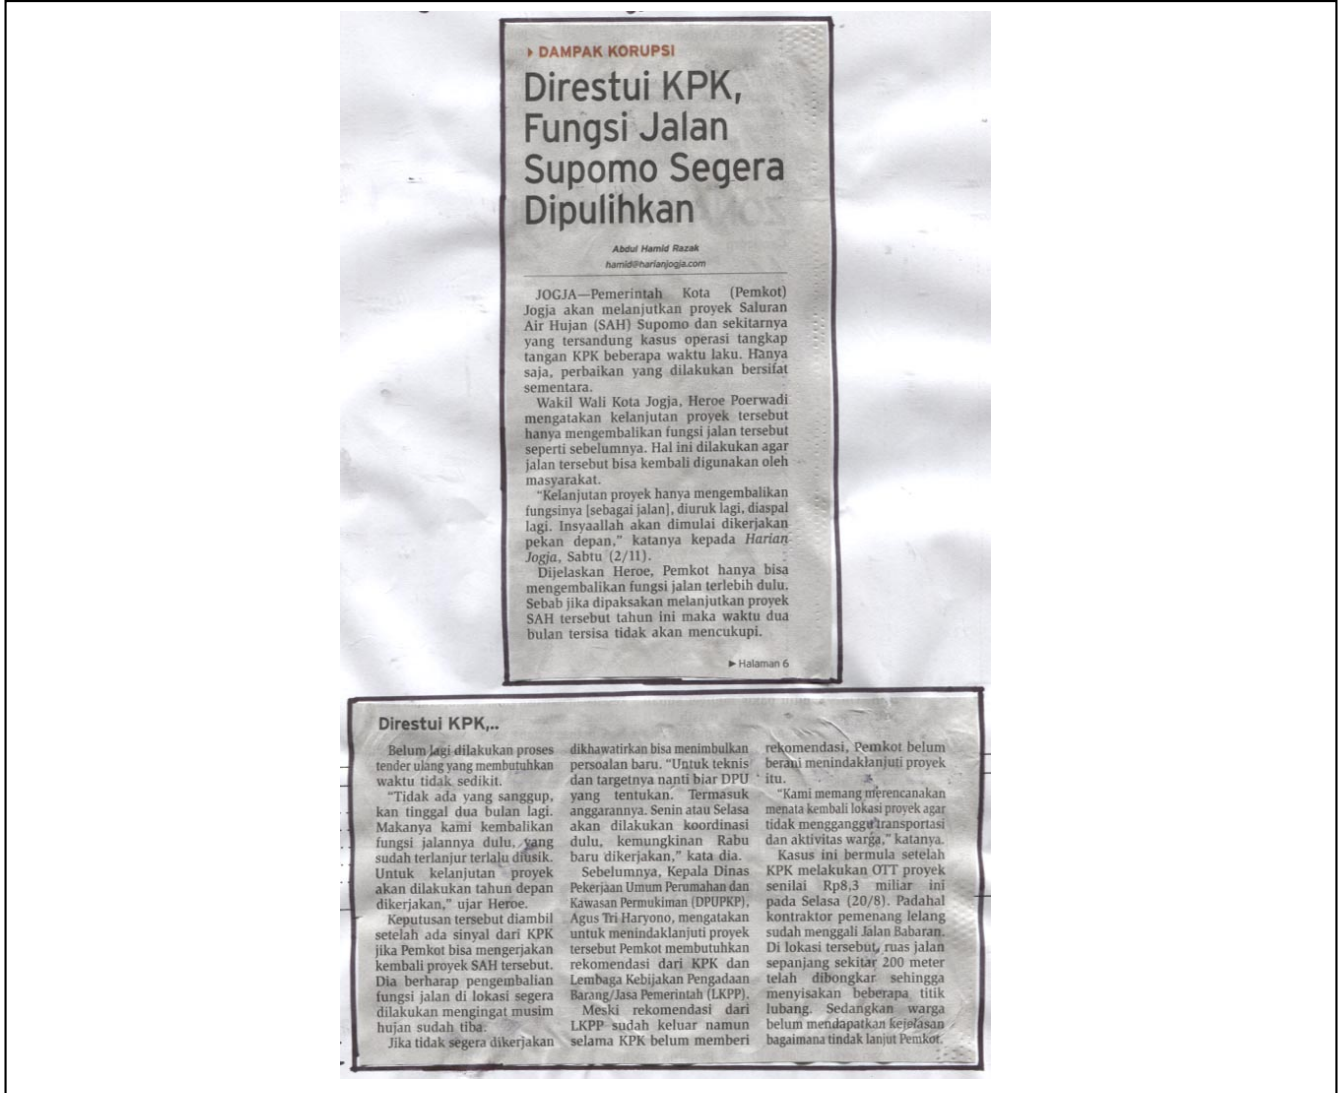 DAMPAK KORUPSI
Direstui KPK,
Fungsi Jalan
Supomo Segera
Dipulihkan
Abdul Hamid Razak
hamid@harianjogja.com
JOGJA—Pemerintah Kota (Pemkot)
Jogja akan melanjutkan proyek Saluran
Air Hujan (SAH) Supomo dan sekitarnya
yang tersandung kasus operasi tangkap
tangan KPK beberapa waktu laku. Hanya
saja, perbaikan yang dilakukan bersifat
sementara.
Wakil Wali Kota Jogja, Heroe Poerwadi
mengatakan kelanjutan proyek tersebut
hanya mengembalikan fungsi jalan tersebut
seperti sebelumnya. Hal ini dilakukan agar
jalan tersebut bisa kembali digunakan oleh
masyarakat.
"Kelanjutan proyek hanya mengembalikan
fungsinya [sebagai jalan], diuruk lagi, diaspal
lagi. Insyaallah akan dimulai dikerjakan
pekan depan," katanya kepada Harian
Jogja, Sabtu (2/11).
Dijelaskan Heroe, Pemkot hanya bisa
mengembalikan fungsi jalan terlebih dulu.
Sebab jika dipaksakan melanjutkan proyek
SAH tersebut tahun ini maka waktu dua
bulan tersisa tidak akan mencukupi.
Halaman 6
Direstui KPK,..
Belum lagi dilakukan proses
tender ulang yang membutuhkan
waktu tidak sedikit.
"Tidak ada yang sanggup,
kan tinggal dua bulan lagi.
Makanya kami kembalikan
fungsi jalannya dulu, yang
sudah terlanjur terlalu diusik.
Untuk kelanjutan proyek
akan dilakukan tahun depan
dikerjakan," ujar Heroe.
Keputusan tersebut diambil
setelah ada sinyal dari KPK
jika Pemkot bisa mengerjakan
kembali proyek SAH tersebut.
Dia berharap pengembalian
fungsi jalan di lokasi segera
dilakukan mengingat musim
hujan sudah tiba.
Jika tidak segera dikerjakan
dikhawatirkan bisa menimbulkan
persoalan baru. "Untuk teknis
dan targetnya nanti biar DPU
yang tentukan. Termasuk
anggarannya. Senin atau Selasa
akan dilakukan koordinasi
dulu, kemungkinan Rabu
baru dikerjakan," kata dia.
Sebelumnya, Kepala Dinas
Pekerjaan Umum Perumahan dan
Kawasan Permukiman (DPUPKP),
Agus Tri Haryono, mengatakan
untuk menindaklanjuti proyek
tersebut Pemkot membutuhkan
rekomendasi dari KPK dan
Lembaga Kebijakan Pengadaan
Barang/Jasa Pemerintah (LKPP).
Meski rekomendasi dari
LKPP sudah keluar namun
selama KPK belum memberi
rekomendasi, Pemkot belum
berani menindaklanjuti proyek
itu.
"Kami memang merencanakan
menata kembali lokasi proyek agar
tidak mengganggu transportasi
dan aktivitas warga," katanya.
Kasus ini bermula setelah
KPK melakukan OTT proyek
senilai Rp8,3 miliar ini
pada Selasa (20/8). Padahal
kontraktor pemenang lelang
sudah menggali Jalan Babaran.
Di lokasi tersebut, ruas jalan
sepanjang sekitar 200 meter
telah dibongkar sehingga
menyisakan beberapa titik
lubang. Sedangkan warga
belum mendapatkan kejelasan
bagaimana tindak lanjut Pemkot.